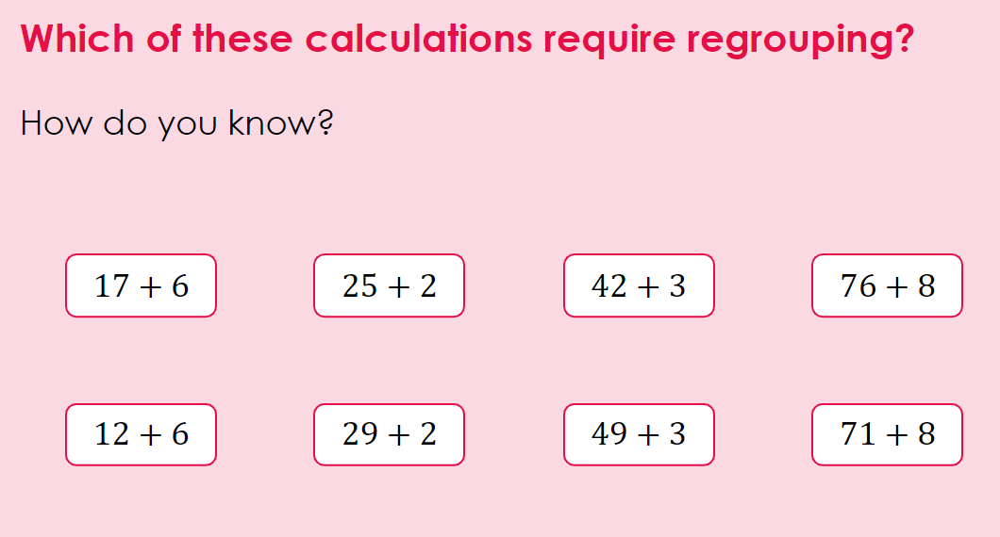 Which of these calculations require regrouping?
How do you know?
17 + 6
25 + 2
42 + 3
76 + 8
12 + 6
29 + 2
49 + 3
71 + 8